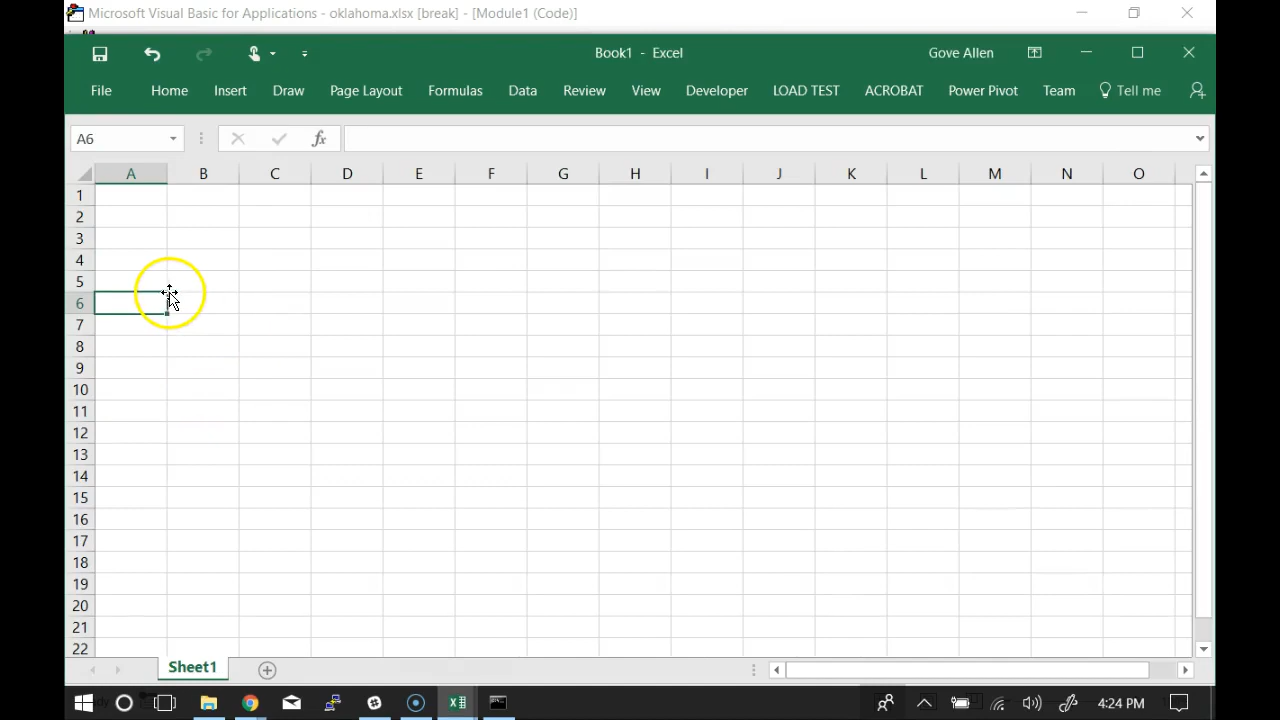 Microsoft Visual Basic for Applications - oklahoma.xlsx [break] - [Module1 (Code)]
Book1 - Excel
Gove Allen
File Home Insert Draw Page Layout Formulas Data Review View Developer LOAD TEST ACROBAT Power Pivot Team Tell me
A6
fx
A B C D E F G H I J K L M N O
1
2
3
4
5
6
7
8
9
10
11
12
13
14
15
16
17
18
19
20
21
22
Sheet1
4:24 PM